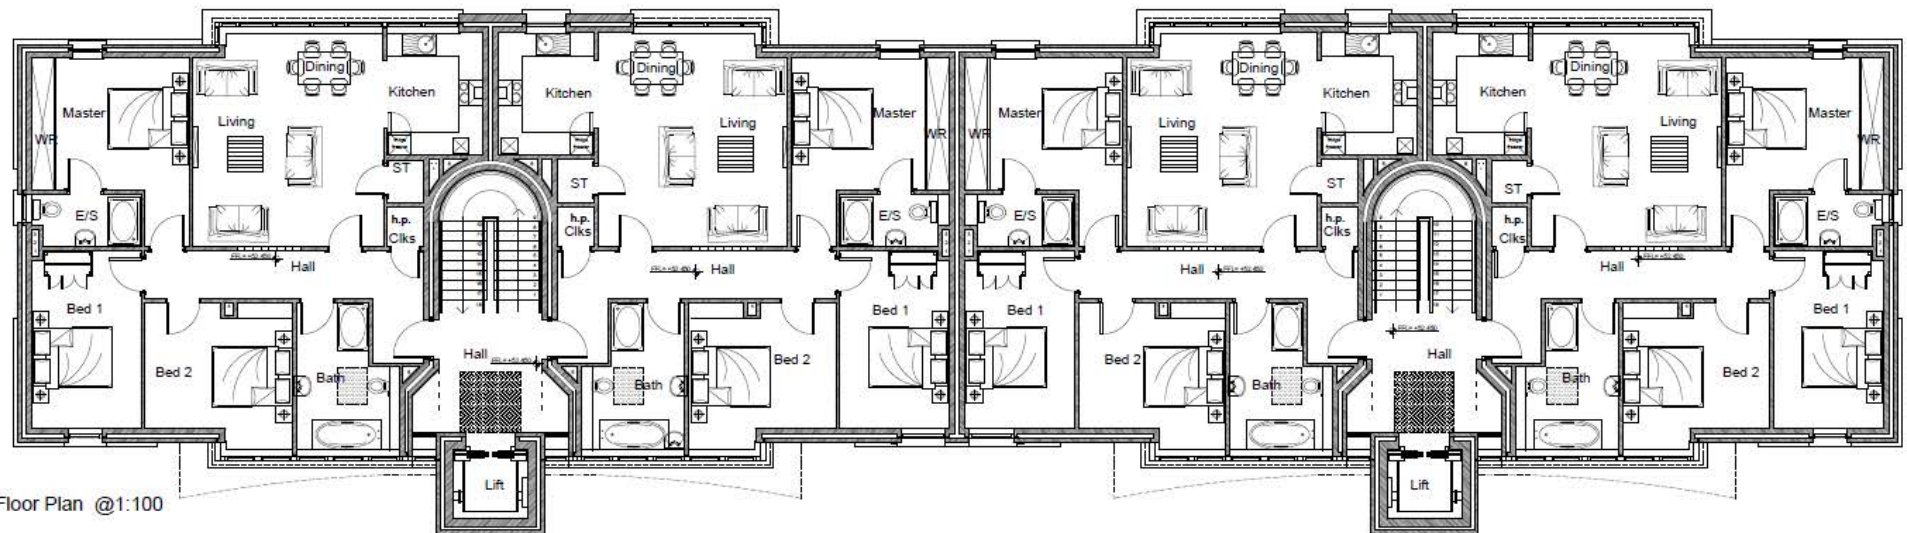 Dining
Dining
Dining
Dining
Master
Living
Kitchen
Kitchen
Living
Master
Master
Living
Kitchen
Kitchen
Living
Master
WR
WR
WR
WR
ST
ST
ST
ST
E/S
h.p.
Clks
h.p.
Clks
E/S
E/S
h.p.
Clks
h.p.
Clks
E/S
Hall
Hall
Hall
Hall
Bed 1
Bed 1
Bed 1
Bed 1
Bed 2
Bath
Hall
Bath
Bed 2
Bed 2
Bath
Hall
Bath
Bed 2
Lift
Lift
Floor Plan @1:100